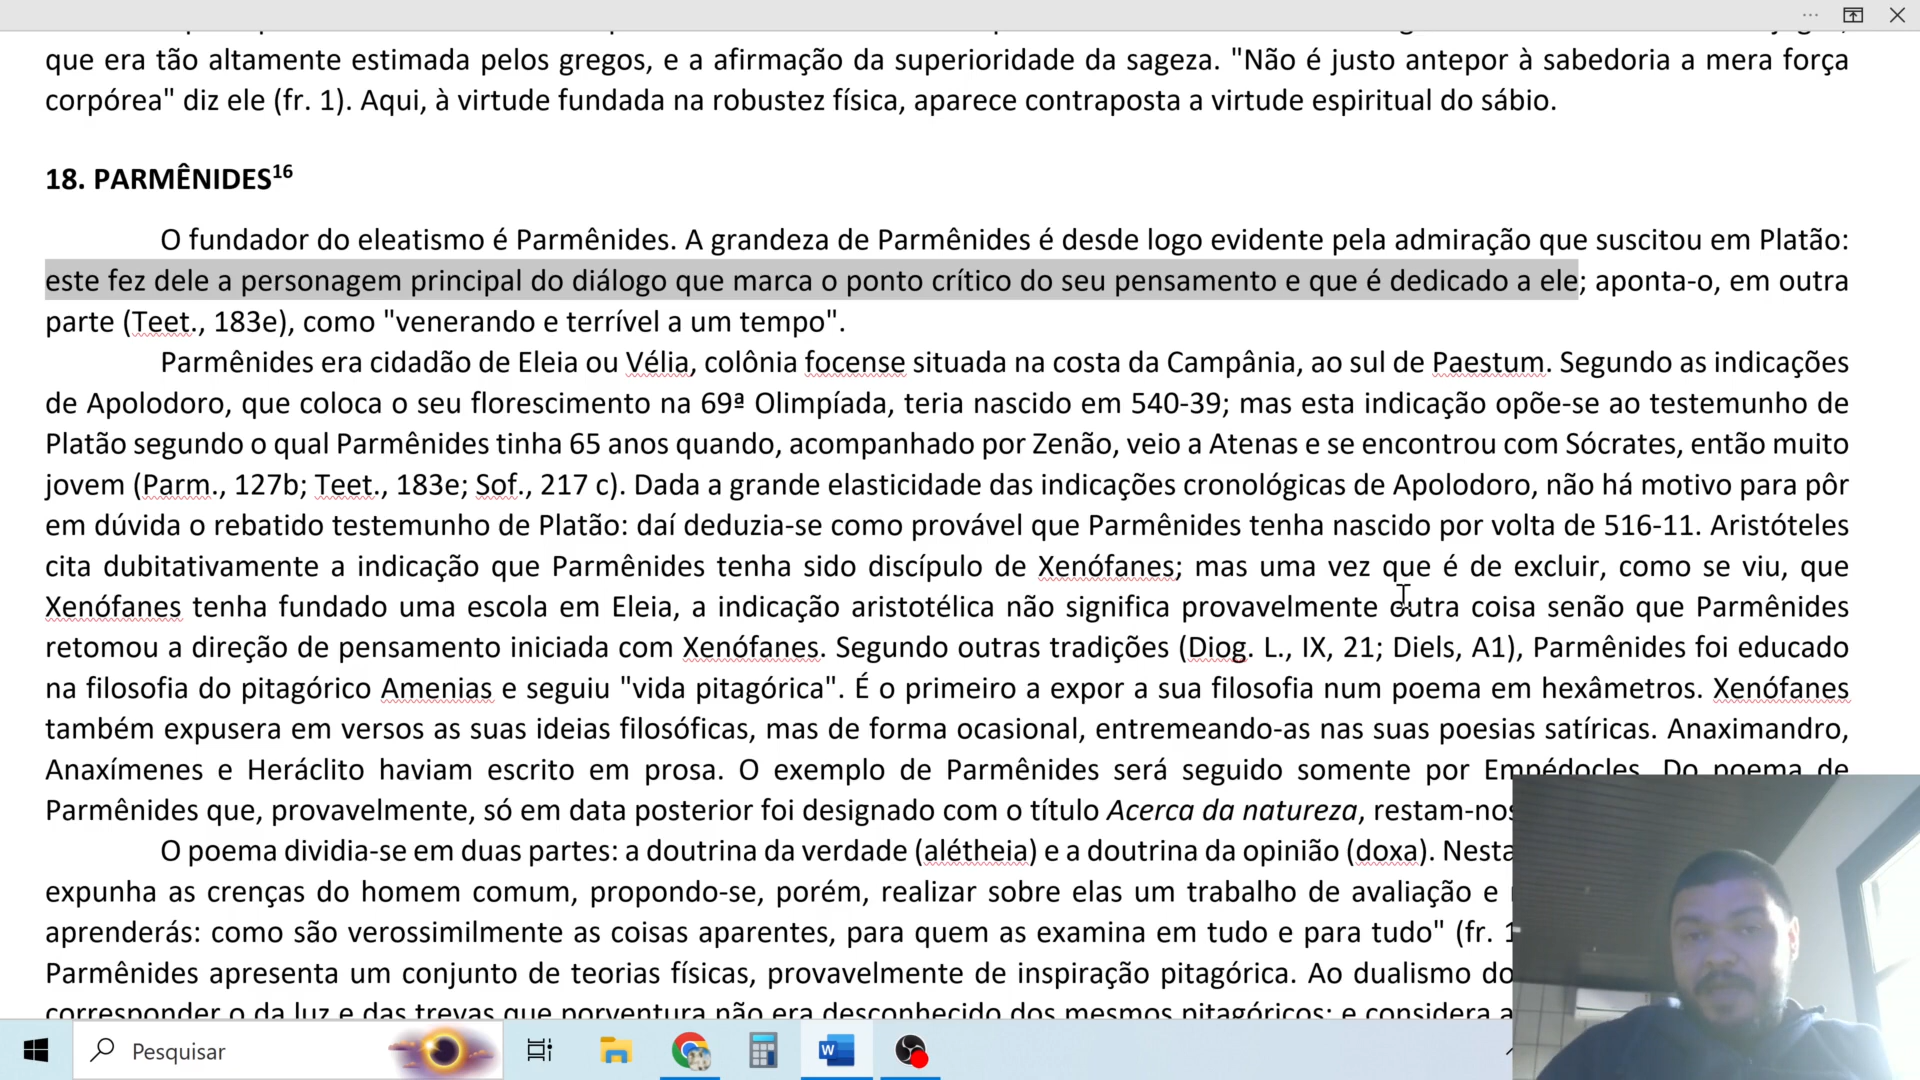 que era tão altamente estimada pelos gregos, e a afirmação da superioridade da sageza. "Não é justo antepor à sabedoria a mera força
corpórea" diz ele (fr. 1). Aqui, à virtude fundada na robustez física, aparece contraposta a virtude espiritual do sábio.
18. PARMÊNIDES16
O fundador do eleatismo é Parmênides. A grandeza de Parmênides é desde logo evidente pela admiração que suscitou em Platão:
este fez dele a personagem principal do diálogo que marca o ponto crítico do seu pensamento e que é dedicado a ele; aponta-o, em outra
parte (Teet., 183e), como "venerando e terrível a um tempo".
Parmênides era cidadão de Eleia ou Vélia, colônia focense situada na costa da Campânia, ao sul de Paestum. Segundo as indicações
de Apolodoro, que coloca o seu florescimento na 69ª Olimpíada, teria nascido em 540-39; mas esta indicação opõe-se ao testemunho de
Platão segundo o qual Parmênides tinha 65 anos quando, acompanhado por Zenão, veio a Atenas e se encontrou com Sócrates, então muito
jovem (Parm., 127b; Teet., 183e; Sof., 217 c). Dada a grande elasticidade das indicações cronológicas de Apolodoro, não há motivo para pôr
em dúvida o rebatido testemunho de Platão: daí deduzia-se como provável que Parmênides tenha nascido por volta de 516-11. Aristóteles
cita dubitativamente a indicação que Parmênides tenha sido discípulo de Xenófanes; mas uma vez que é de excluir, como se viu, que
Xenófanes tenha fundado uma escola em Eleia, a indicação aristotélica não significa provavelmente outra coisa senão que Parmênides
retomou a direção de pensamento iniciada com Xenófanes. Segundo outras tradições (Diog. L., IX, 21; Diels, A1), Parmênides foi educado
na filosofia do pitagórico Amenias e seguiu "vida pitagórica". É o primeiro a expor a sua filosofia num poema em hexâmetros. Xenófanes
também expusera em versos as suas ideias filosóficas, mas de forma ocasional, entremeando-as nas suas poesias satíricas. Anaximandro,
Anaxímenes e Heráclito haviam escrito em prosa. O exemplo de Parmênides será seguido somente por Empédocles. Do poema de
Parmênides que, provavelmente, só em data posterior foi designado com o título Acerca da natureza, restam-nos
O poema dividia-se em duas partes: a doutrina da verdade (alétheia) e a doutrina da opinião (doxa). Nesta
expunha as crenças do homem comum, propondo-se, porém, realizar sobre elas um trabalho de avaliação e
aprenderás: como são verossimilmente as coisas aparentes, para quem as examina em tudo e para tudo" (fr. 1
Parmênides apresenta um conjunto de teorias físicas, provavelmente de inspiração pitagórica. Ao dualismo do
corresponder o da luz e das trevas que porventura não era desconhecido dos mesmos pitagóricos; e considera a
Pesquisar
W